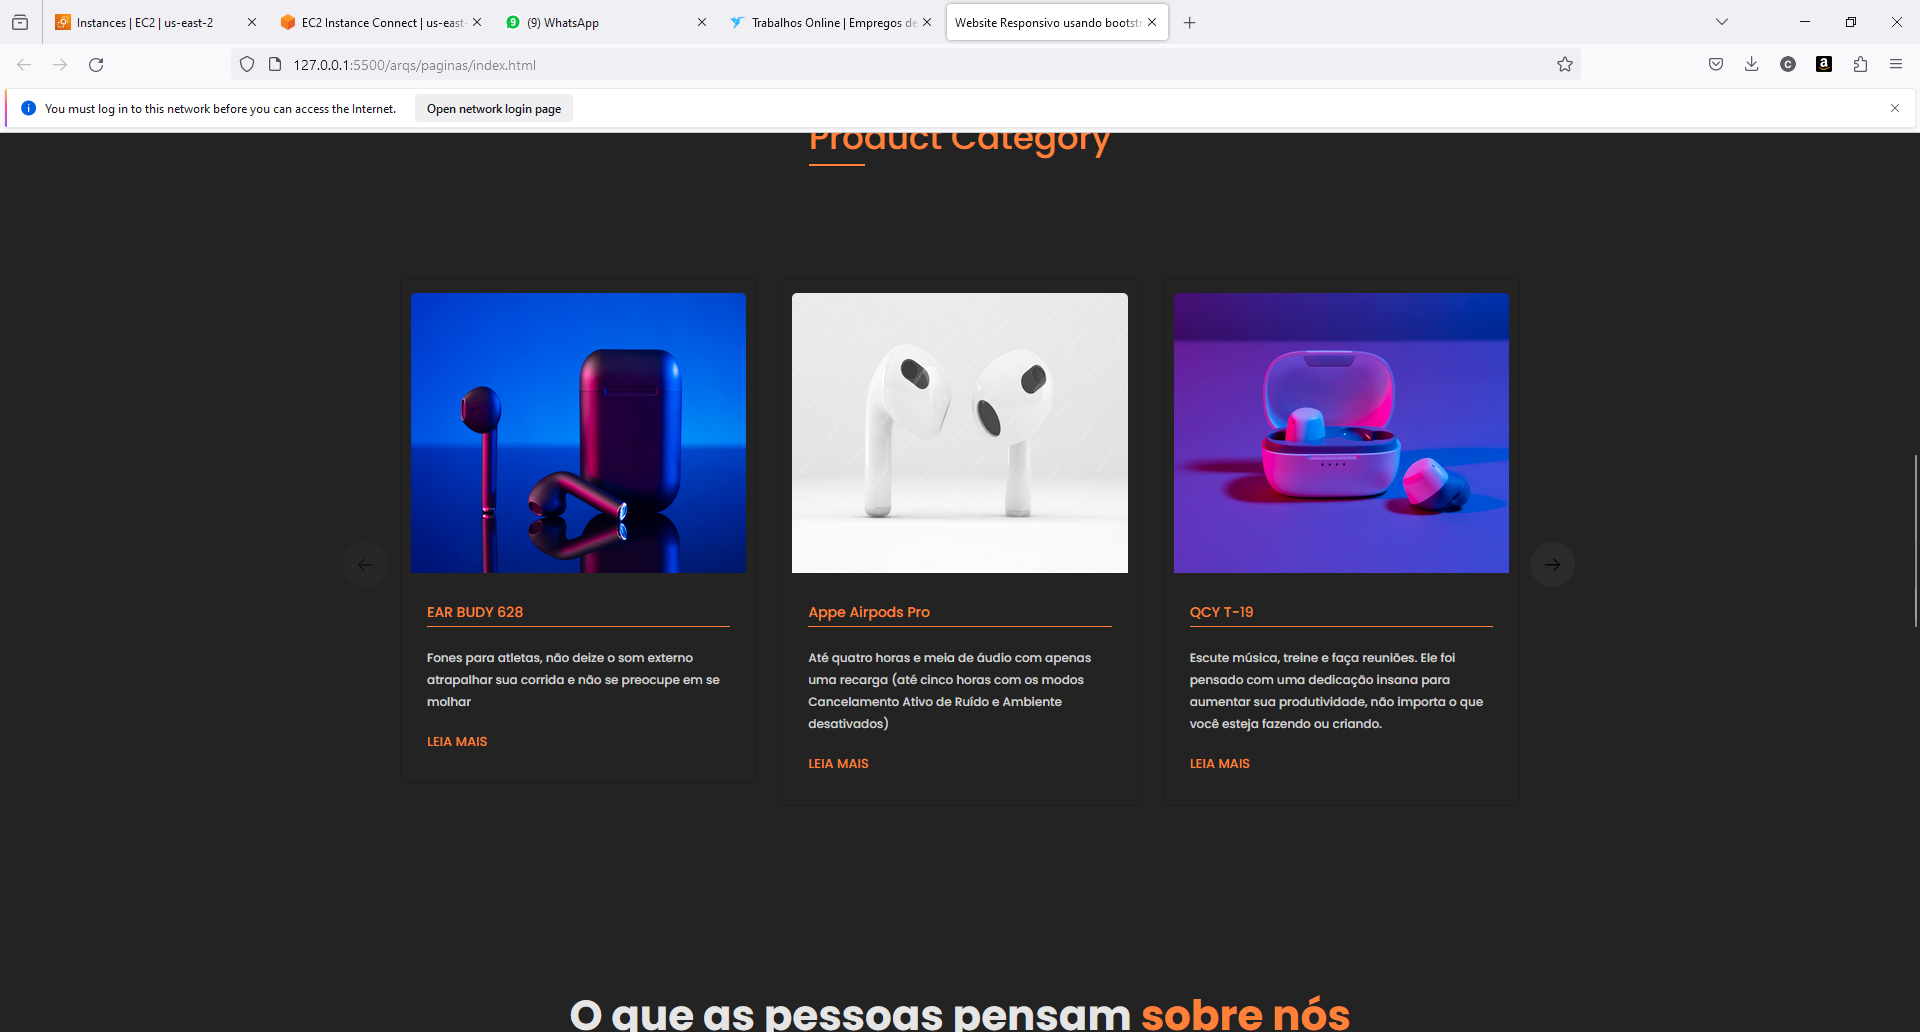 Instances | EC2 | us-east-2
EC2 Instance Connect | us-east-
9
(9) WhatsApp
Trabalhos Online | Empregos de
Website Responsivo usando bootstr
127.0.0.1:5500/arqs/paginas/index.html
C
a
You must log in to this network before you can access the Internet.
Open network login page
Product Category
EAR BUDY 628
Fones para atletas, não deize o som externo
atrapalhar sua corrida e não se preocupe em se
molhar
LEIA MAIS
Appe Airpods Pro
Até quatro horas e meia de áudio com apenas
uma recarga (até cinco horas com os modos
Cancelamento Ativo de Ruído e Ambiente
desativados)
LEIA MAIS
QCY T-19
Escute música, treine e faça reuniões. Ele foi
pensado com uma dedicação insana para
aumentar sua produtividade, não importa o que
você esteja fazendo ou criando.
LEIA MAIS
O que as pessoas pensam sobre nós